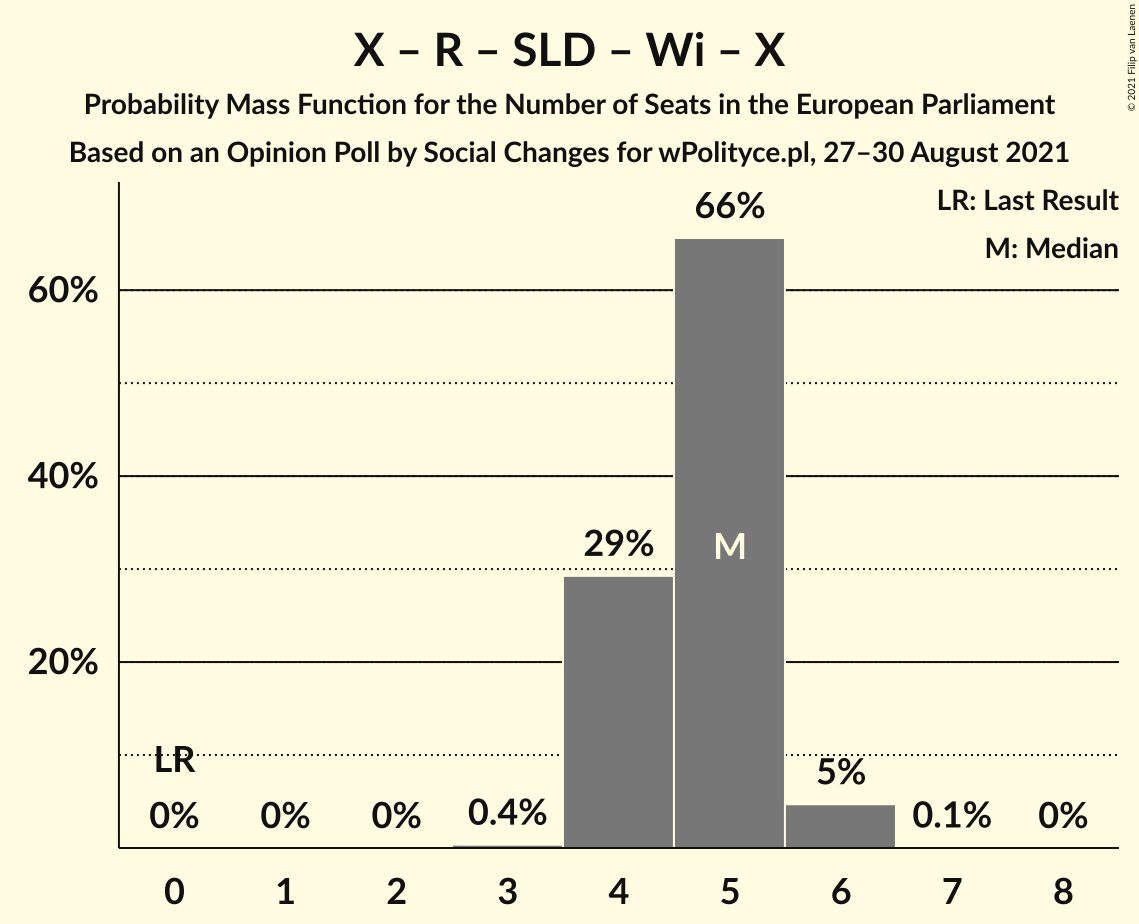 X – R – SLD – Wi – X
Probability Mass Function for the Number of Seats in the European Parliament
Based on an Opinion Poll by Social Changes for wPolityce.pl, 27–30 August 2021
© 2021 Filip van Laenen
LR: Last Result
M: Median
66%
60%
40%
29%
M
20%
LR
5%
0%
0%
0%
0.4%
0.1%
0%
0 1 2 3 4 5 6 7 8